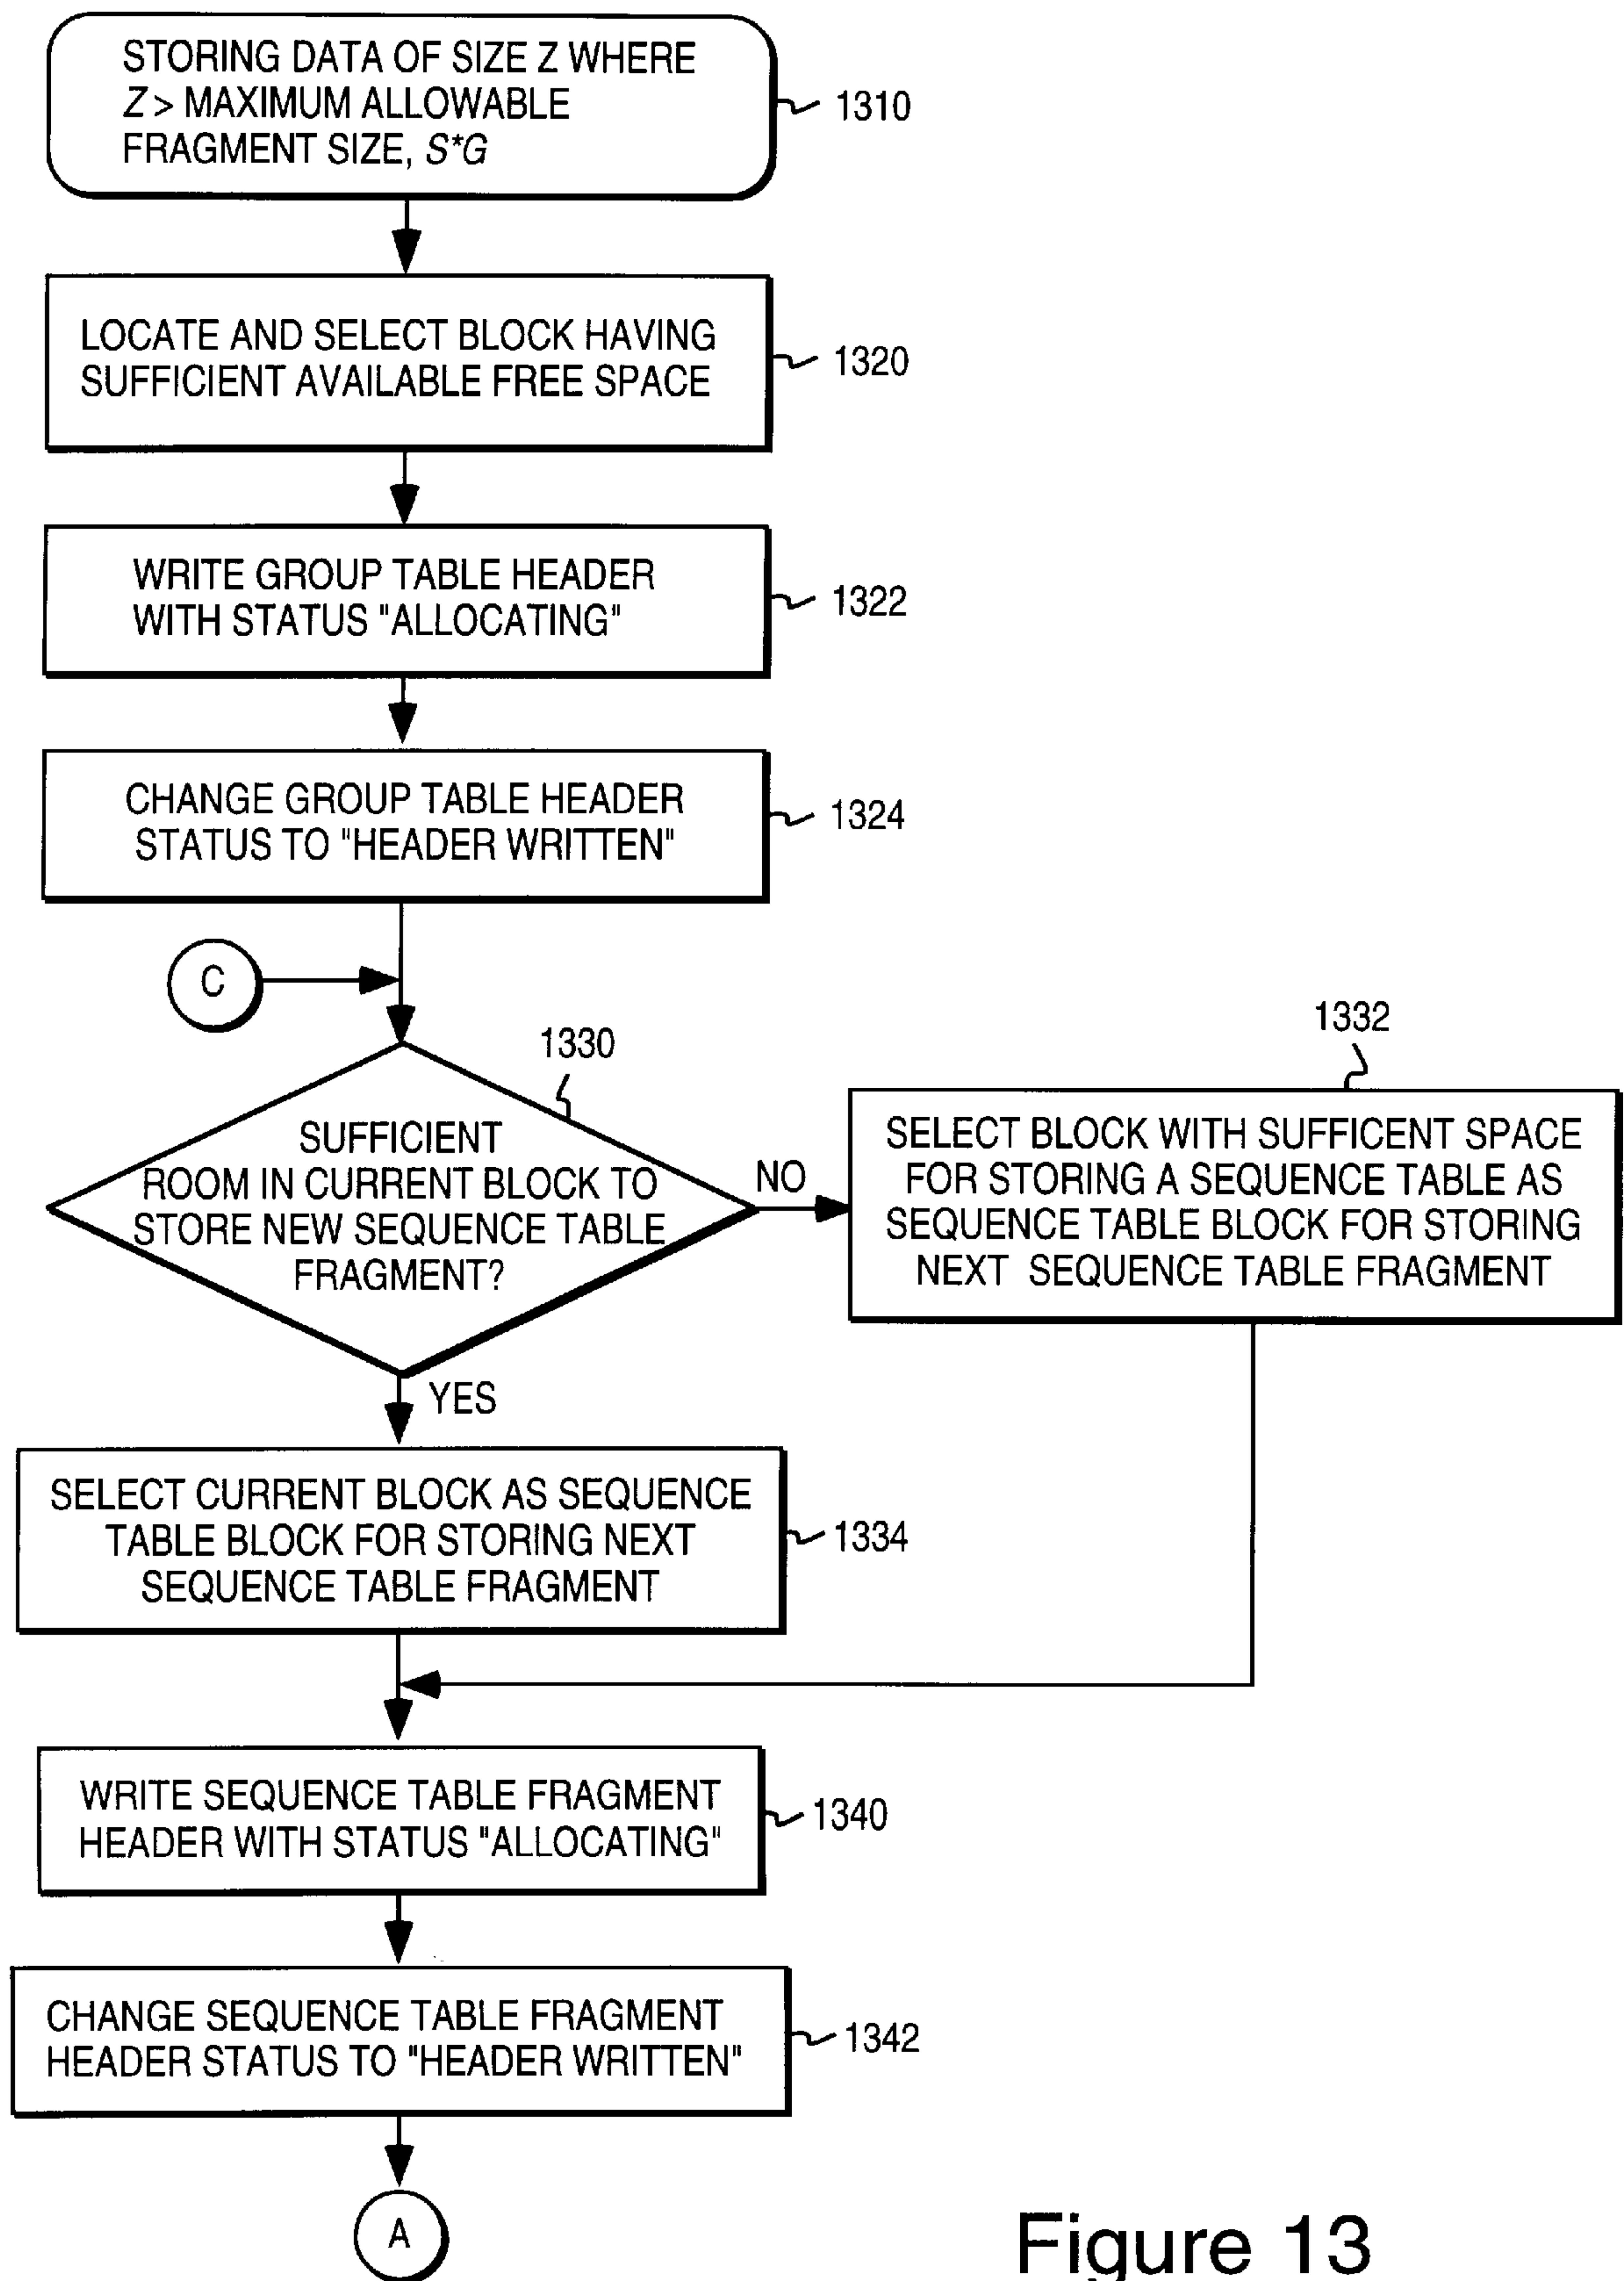 STORING DATA OF SIZE Z WHERE
Z > MAXIMUM ALLOWABLE
FRAGMENT SIZE, S*G
1310
LOCATE AND SELECT BLOCK HAVING
SUFFICIENT AVAILABLE FREE SPACE
1320
WRITE GROUP TABLE HEADER
WITH STATUS "ALLOCATING"
1322
CHANGE GROUP TABLE HEADER
STATUS TO "HEADER WRITTEN"
1324
C
1330
SUFFICIENT
ROOM IN CURRENT BLOCK TO
STORE NEW SEQUENCE TABLE
FRAGMENT?
NO
1332
SELECT BLOCK WITH SUFFICENT SPACE
FOR STORING A SEQUENCE TABLE AS
SEQUENCE TABLE BLOCK FOR STORING
NEXT SEQUENCE TABLE FRAGMENT
YES
SELECT CURRENT BLOCK AS SEQUENCE
TABLE BLOCK FOR STORING NEXT
SEQUENCE TABLE FRAGMENT
1334
WRITE SEQUENCE TABLE FRAGMENT
HEADER WITH STATUS "ALLOCATING"
1340
CHANGE SEQUENCE TABLE FRAGMENT
HEADER STATUS TO "HEADER WRITTEN"
1342
A
Figure 13